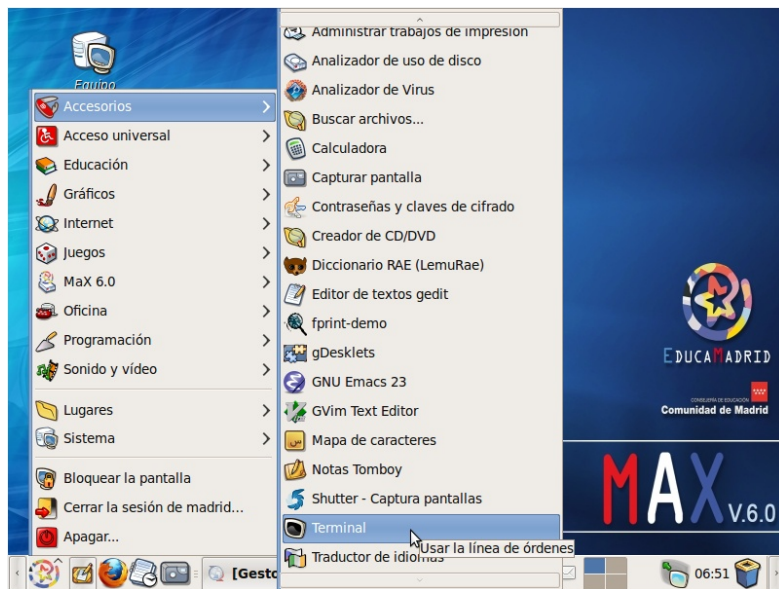 Equipo
Accesorios
Acceso universal
Educación
Gráficos
Internet
Juegos
MaX 6.0
Oficina
Programación
Sonido y vídeo
Lugares
Sistema
Bloquear la pantalla
Cerrar la sesión de madrid...
Apagar...
Administrar trabajos de impresión
Analizador de uso de disco
Analizador de Virus
Buscar archivos...
Calculadora
Capturar pantalla
Contraseñas y claves de cifrado
Creador de CD/DVD
Diccionario RAE (LemuRae)
Editor de textos gedit
fprint-demo
gDesklets
GNU Emacs 23
GVim Text Editor
Mapa de caracteres
Notas Tomboy
Shutter - Captura pantallas
Terminal
Usar la línea de órdenes
Traductor de idiomas
EDUCAMADRID
CONSEJERÍA DE EDUCACIÓN
Comunidad de Madrid
MAX V.6.0
[Gesto
06:51